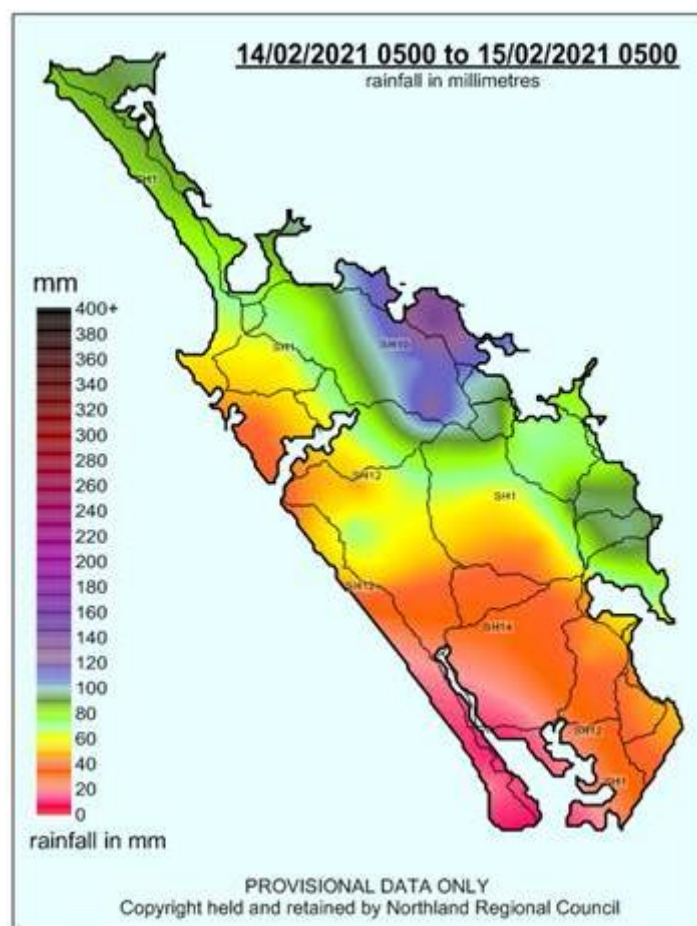 14/02/2021 0500 to 15/02/2021 0500
rainfall in millimetres
SH1
mm
400+
380
360
340
320
300
280
260
240
220
200
180
160
140
120
100
80
60
40
20
0
SH10
SH1
SH12
SH1
SH12
SH14
SH12
SH1
rainfall in mm
PROVISIONAL DATA ONLY
Copyright held and retained by Northland Regional Council